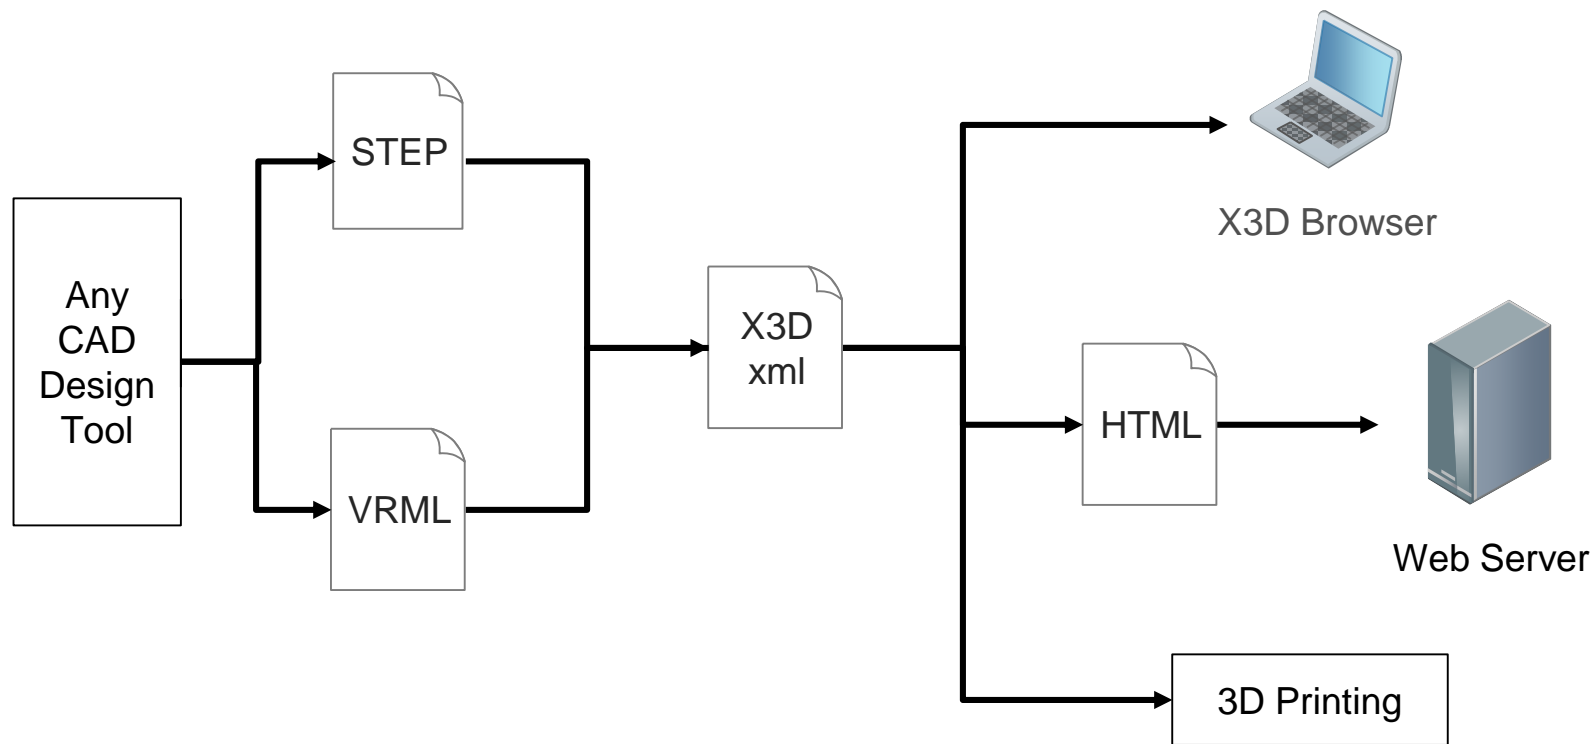 Any
CAD
Design
Tool
STEP
VRML
X3D
xml
X3D Browser
HTML
Web Server
3D Printing